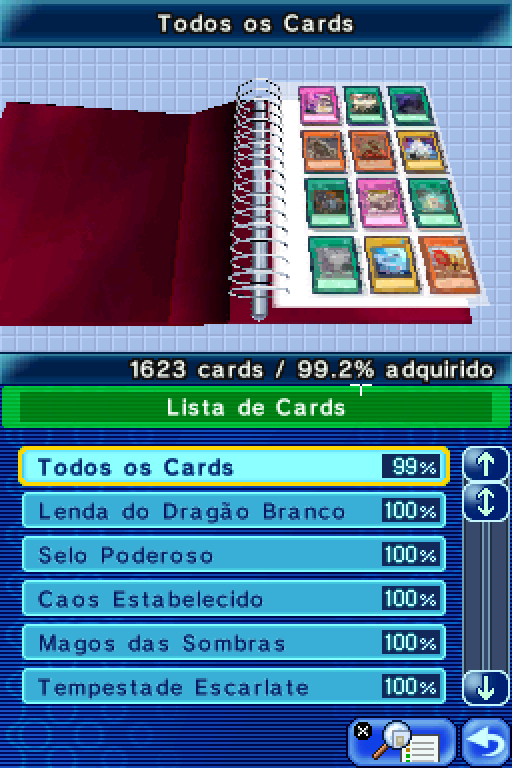 Todos os Cards
1623 cards / 99.2% adquirido
Lista de Cards
Todos os Cards 99%
Lenda do Dragão Branco 100%
Selo Poderoso 100%
Caos Estabelecido 100%
Magos das Sombras 100%
Tempestade Escarlate 100%